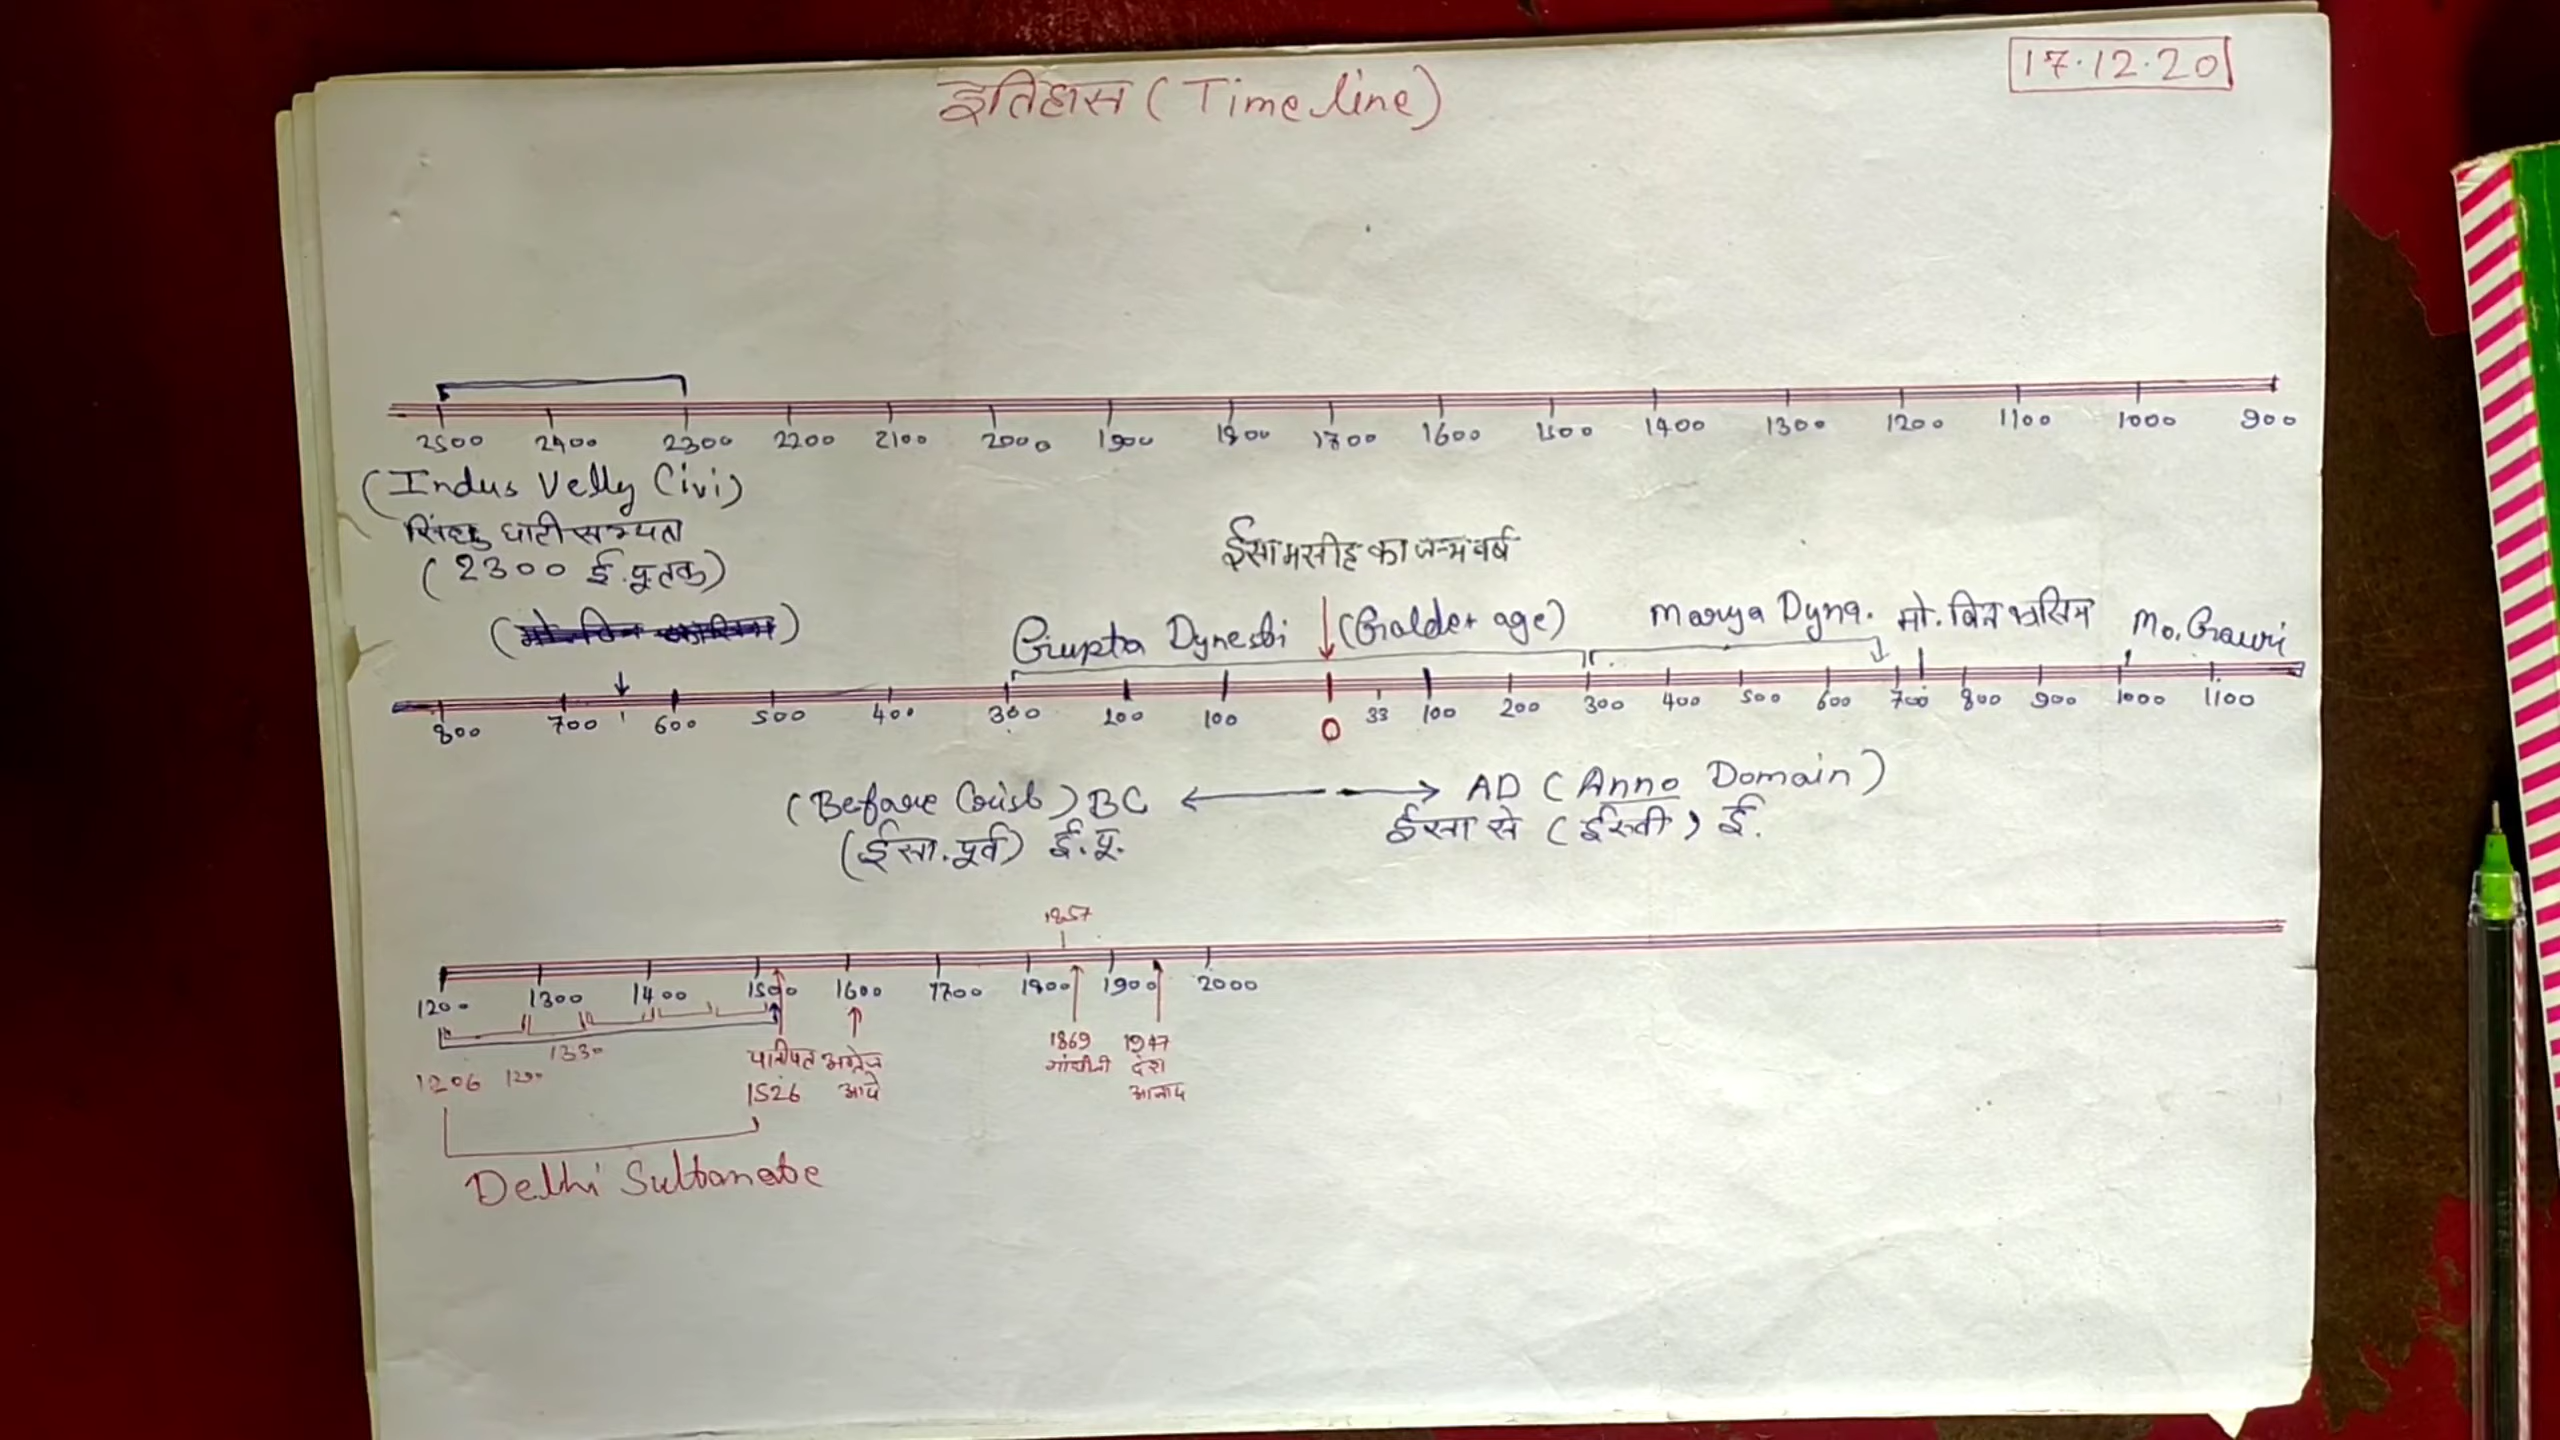 17.12.20
इतिहास (Time line)
2500 2400 2300 2200 2100 2000 1900 1800 1700 1600 1500 1400 1300 1200 1100 1000 900
(Indus Velly Civi)
सिंधु घाटी सभ्यता
(2300 ई.पू.तक)
ईसा मसीह का जन्म वर्ष
Gupta Dynesti (Golder age) Marya Dyna. मो. बिन कासिम Mo. Gauri
800 700 600 500 400 300 200 100 0 33 100 200 300 400 500 600 700 800 900 1000 1100
(Before Crist) BC AD (Anno Domain)
(ईसा.पूर्व) ई.पू. ईसा से (ईस्वी) ई.
1857
1200 1300 1400 1500 1600 1700 1800 1900 2000
1206 1290 1330 पानीपत 1526 अंग्रेज आये 1869 गांधीजी 1947 देश आजाद
Delhi Sultanate